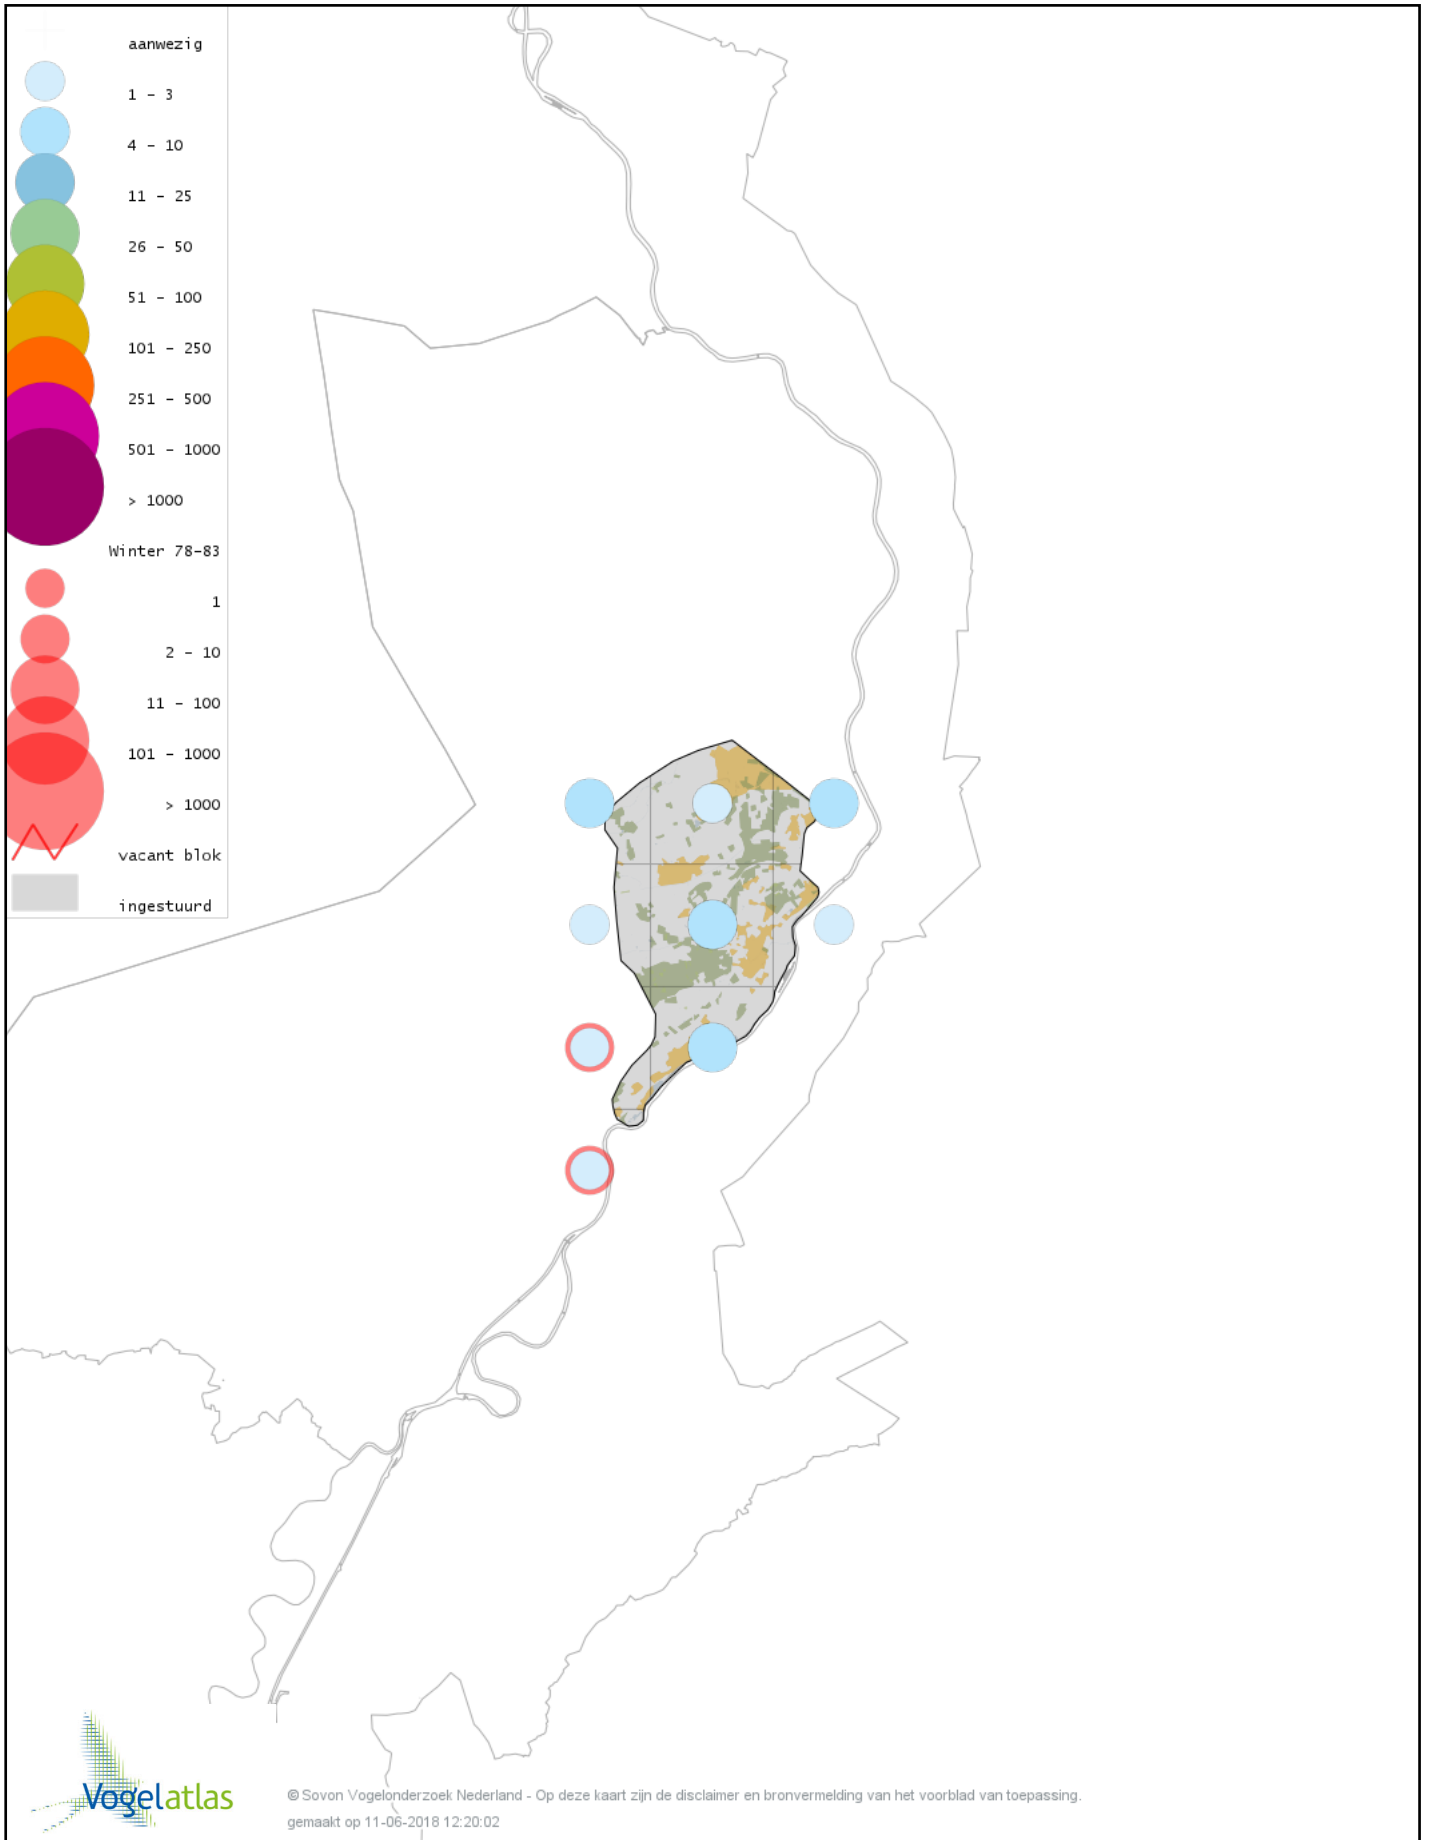 aanwezig
1 - 3
4 - 10
11 - 25
26 - 50
51 - 100
101 - 250
251 - 500
501 - 1000
> 1000
Winter 78-83
1
2 - 10
11 - 100
101 - 1000
> 1000
vacant blok
ingestuurd
Vogelatlas
© Sovon Vogelonderzoek Nederland - Op deze kaart zijn de disclaimer en bronvermelding van het voorblad van toepassing.
gemaakt op 11-06-2018 12:20:02